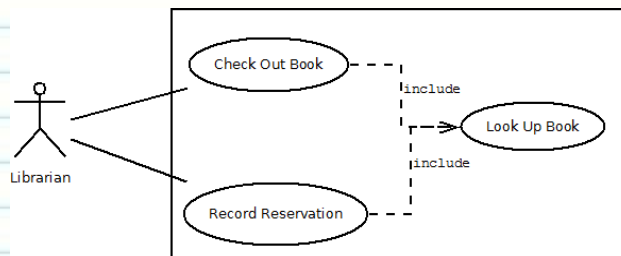 Check Out Book
include
Look Up Book
include
Librarian
Record Reservation